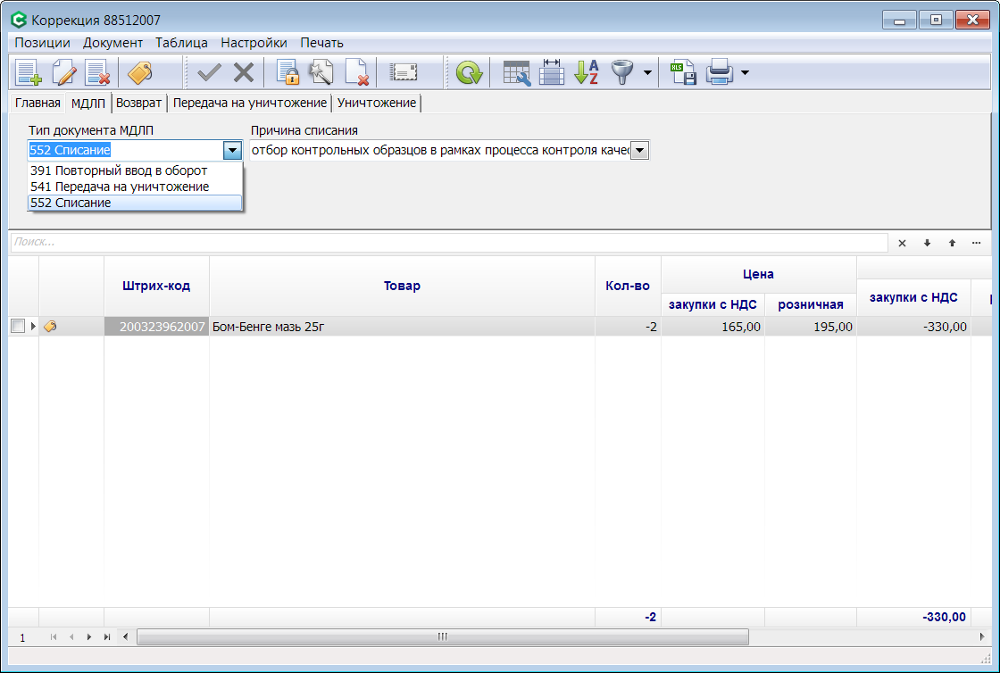 Коррекция 88512007
Позиции Документ Таблица Настройки Печать
A
Z
XLS
Главная МДЛП Возврат Передача на уничтожение Уничтожение
Тип документа МДЛП Причина списания
552 Списание отбор контрольных образцов в рамках процесса контроля качес
391 Повторный ввод в оборот
541 Передача на уничтожение
552 Списание
Поиск...
Штрих-код Товар Кол-во Цена
закупки с НДС розничная закупки с НДС
200323962007 Бом-Бенге мазь 25г -2 165,00 195,00 -330,00
-2 -330,00
1